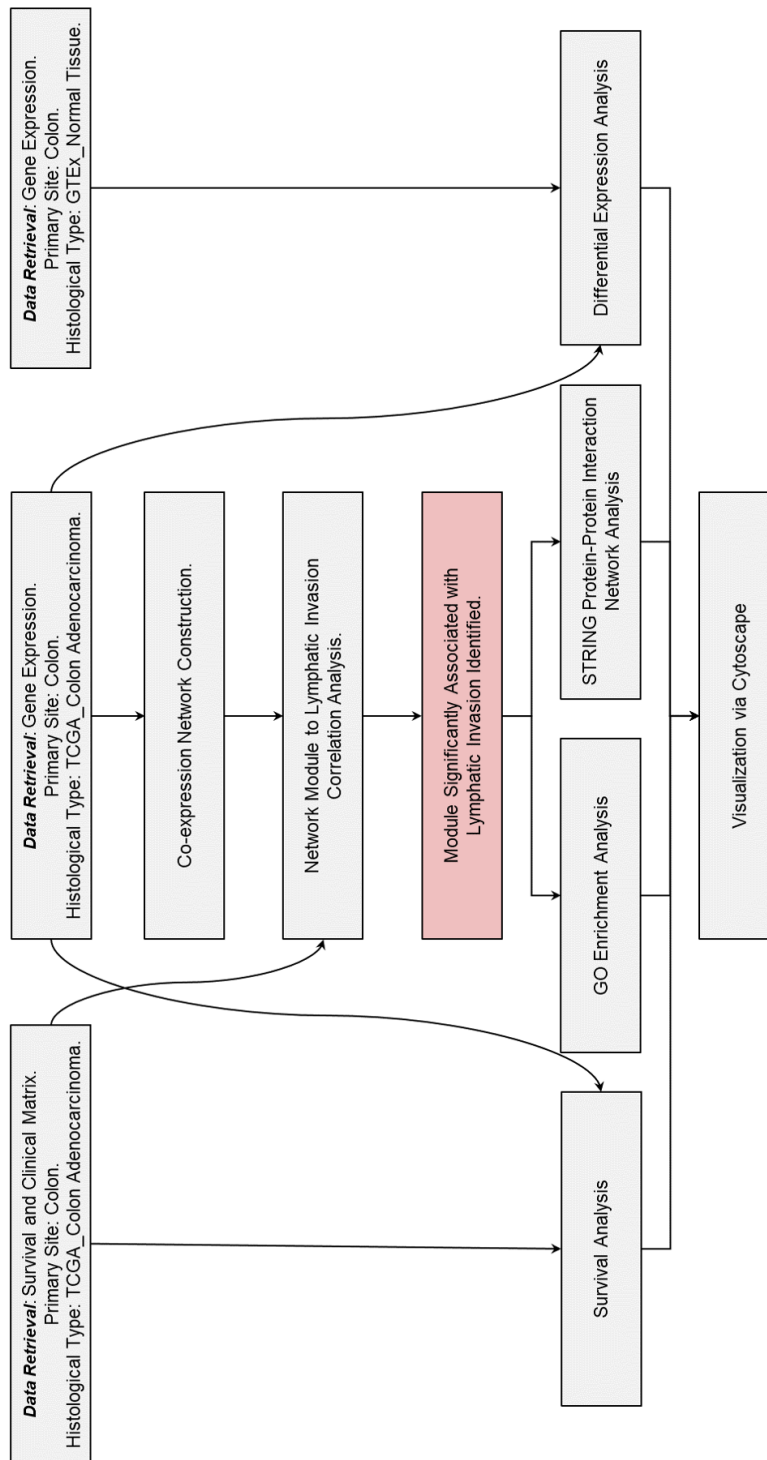 Data Retrieval: Survival and Clinical Matrix.
Primary Site: Colon.
Histological Type: TCGA_Colon Adenocarcinoma.
Data Retrieval: Gene Expression.
Primary Site: Colon.
Histological Type: TCGA_Colon Adenocarcinoma.
Data Retrieval: Gene Expression.
Primary Site: Colon.
Histological Type: GTEx_Normal Tissue.
Co-expression Network Construction.
Network Module to Lymphatic Invasion
Correlation Analysis.
Module Significantly Associated with
Lymphatic Invasion Identified.
Survival Analysis
GO Enrichment Analysis
STRING Protein-Protein Interaction
Network Analysis
Differential Expression Analysis
Visualization via Cytoscape